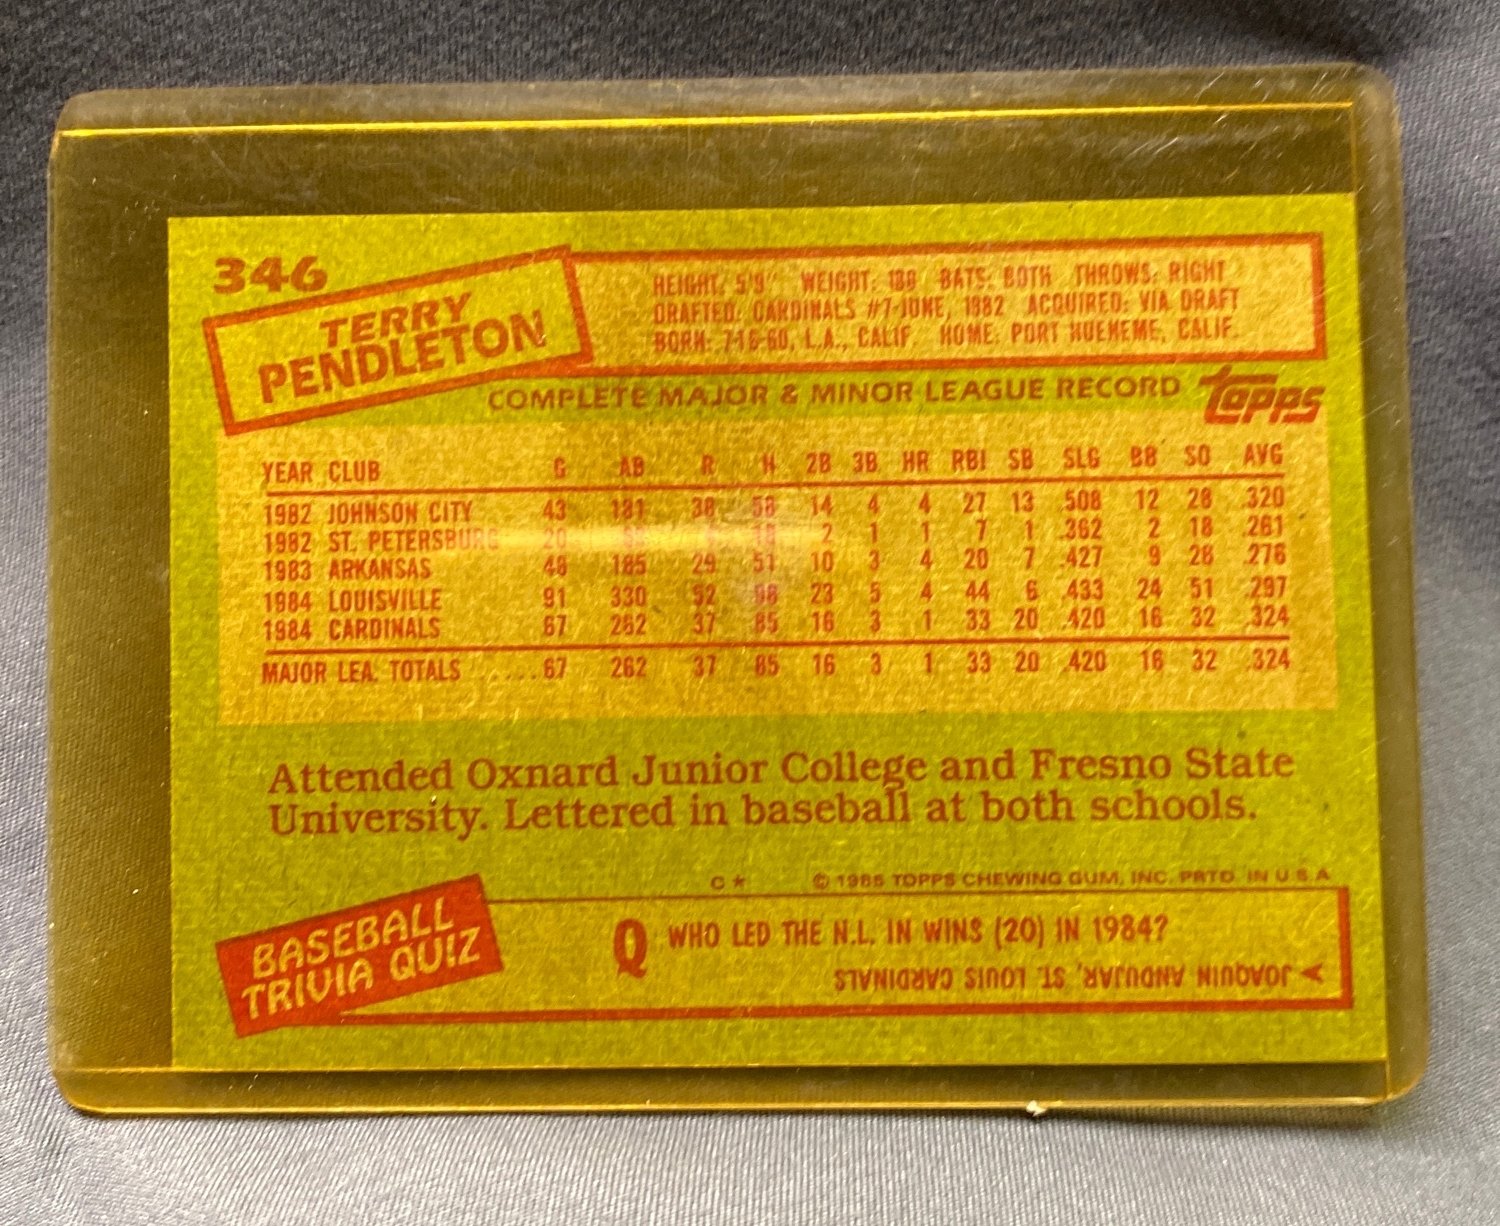 346
TERRY
PENDLETON
HEIGHT: 5'9" WEIGHT: 188 BATS: BOTH THROWS: RIGHT
DRAFTED: CARDINALS #7-JUNE, 1982 ACQUIRED: VIA DRAFT
BORN: 7-16-60, L.A., CALIF. HOME: PORT HUENEME, CALIF.
COMPLETE MAJOR & MINOR LEAGUE RECORD
Topps
YEAR CLUB G AB R H 2B 3B HR RBI SB SLG BB SO AVG
1982 JOHNSON CITY 43 181 38 58 14 4 4 27 13 .508 12 28 .320
1982 ST. PETERSBURG 20 18 2 1 1 7 1 .362 2 18 .261
1983 ARKANSAS 48 185 29 51 10 3 4 20 7 .427 9 28 .276
1984 LOUISVILLE 91 330 52 98 23 5 4 44 6 .433 24 51 .297
1984 CARDINALS 67 262 37 85 16 3 1 33 20 .420 16 32 .324
MAJOR LEA. TOTALS ..... 67 262 37 85 16 3 1 33 20 .420 16 32 .324
Attended Oxnard Junior College and Fresno State
University. Lettered in baseball at both schools.
C* © 1985 TOPPS CHEWING GUM, INC. PRTD. IN U.S.A
BASEBALL
TRIVIA QUIZ
Q WHO LED THE N.L. IN WINS (20) IN 1984?
JOAQUIN ANDUJAR, ST. LOUIS CARDINALS